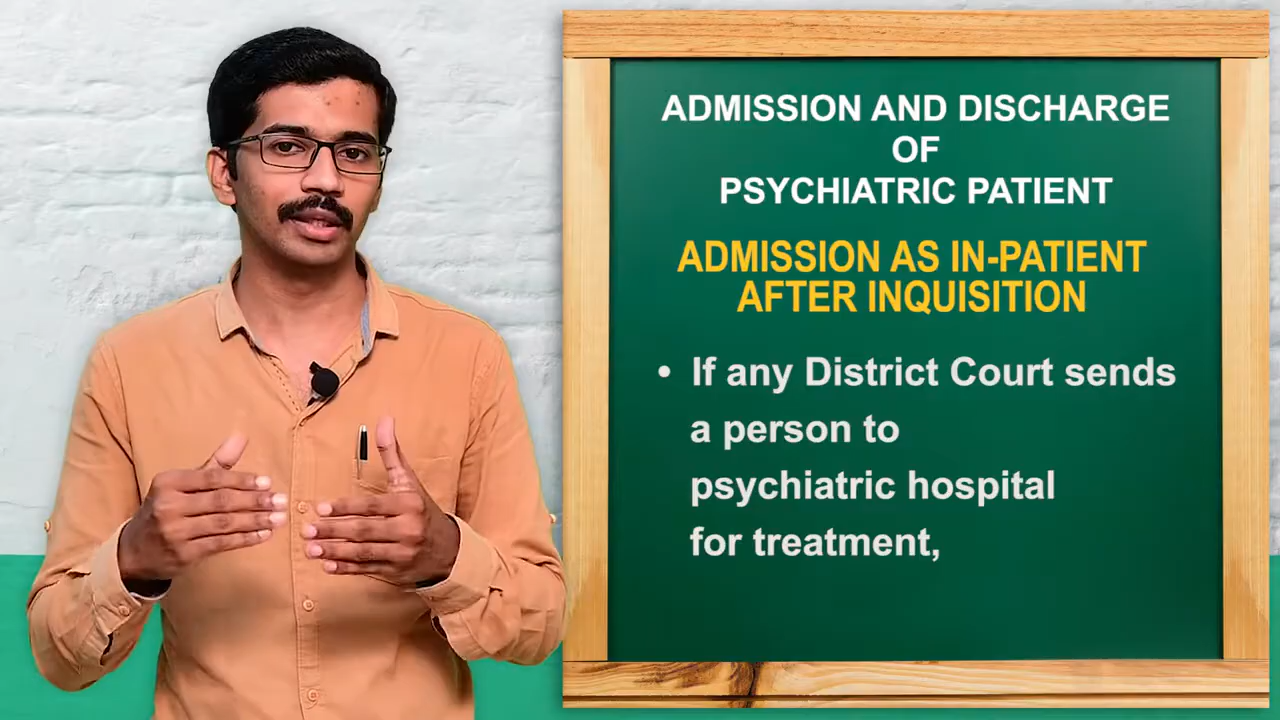 ADMISSION AND DISCHARGE
OF
PSYCHIATRIC PATIENT
ADMISSION AS IN-PATIENT
AFTER INQUISITION
• If any District Court sends
a person to
psychiatric hospital
for treatment,